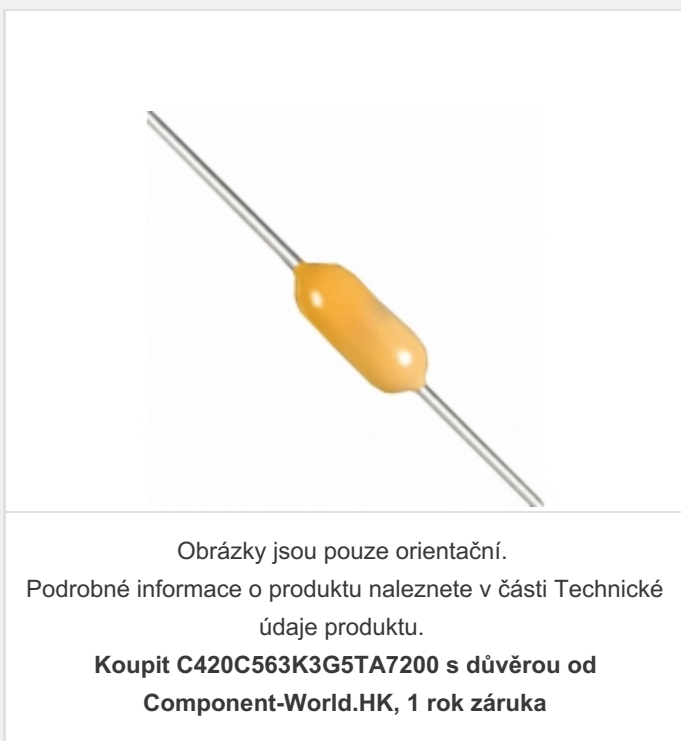 Obrázky jsou pouze orientační.
Podrobné informace o produktu naleznete v části Technické
údaje produktu.
Koupit C420C563K3G5TA7200 s důvěrou od
Component-World.HK, 1 rok záruka